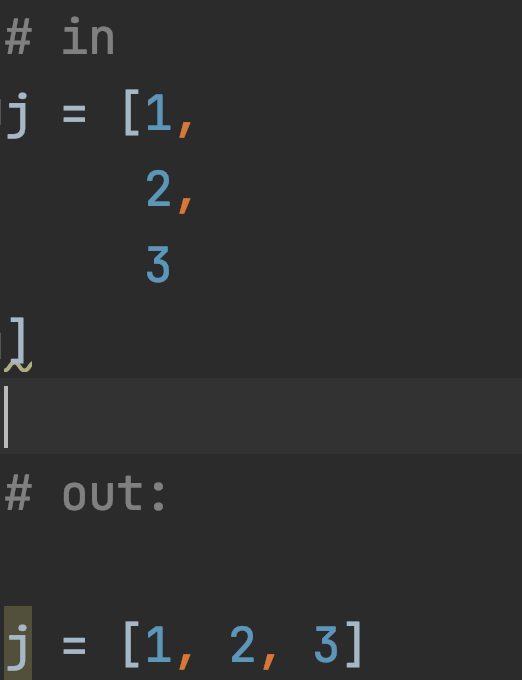 # in
j = [1,
2,
3
]
# out:
j = [1, 2, 3]